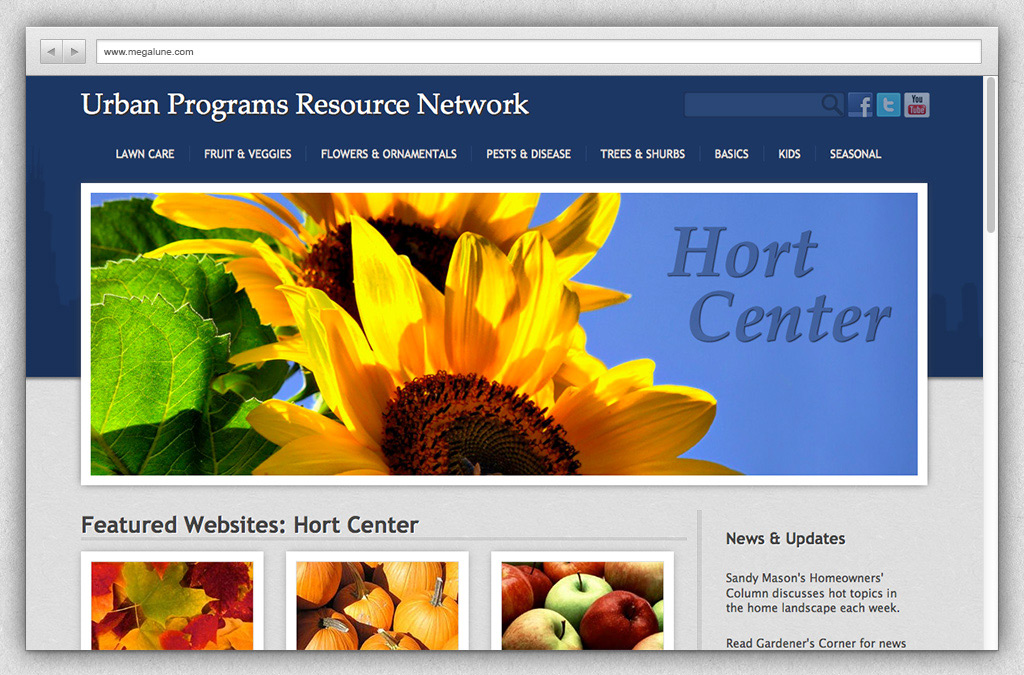 www.megalune.com
Urban Programs Resource Network
f
t
You
Tube
LAWN CARE FRUIT & VEGGIES FLOWERS & ORNAMENTALS PESTS & DISEASE TREES & SHURBS BASICS KIDS SEASONAL
Hort
Center
Featured Websites: Hort Center
News & Updates
Sandy Mason's Homeowners'
Column discusses hot topics in
the home landscape each week.
Read Gardener's Corner for news